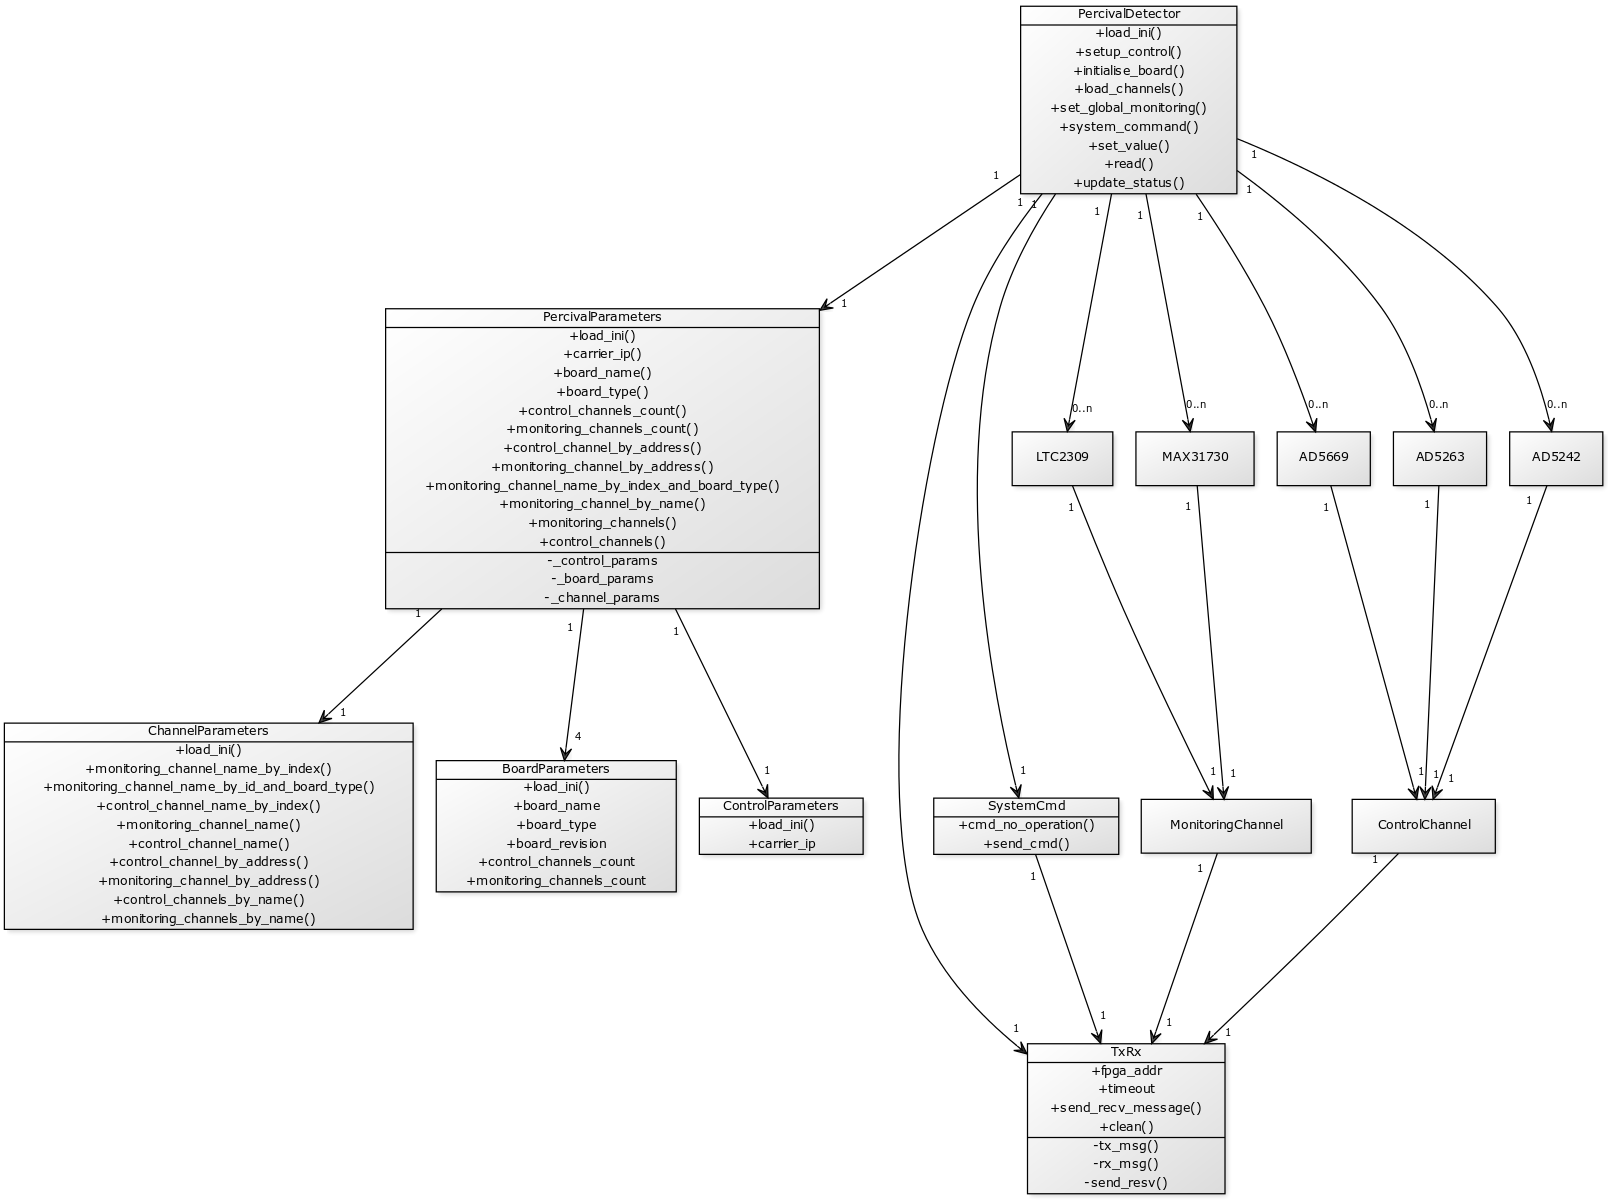 PercivalDetector
+load_ini()
+setup_control()
+initialise_board()
+load_channels()
+set_global_monitoring()
+system_command()
+set_value()
+read()
+update_status()
1
1
1
1
1
1
1
1
1
PercivalParameters
+load_ini()
+carrier_ip()
+board_name()
+board_type()
+control_channels_count()
+monitoring_channels_count()
+control_channel_by_address()
+monitoring_channel_by_address()
+monitoring_channel_name_by_index_and_board_type()
+monitoring_channel_by_name()
+monitoring_channels()
+control_channels()
-_control_params
-_board_params
-_channel_params
0..n
0..n
0..n
0..n
0..n
LTC2309
MAX31730
AD5669
AD5263
AD5242
1
1
1
1
1
1
1
1
1
4
1
ChannelParameters
+load_ini()
+monitoring_channel_name_by_index()
+monitoring_channel_name_by_id_and_board_type()
+control_channel_name_by_index()
+monitoring_channel_name()
+control_channel_name()
+control_channel_by_address()
+monitoring_channel_by_address()
+control_channels_by_name()
+monitoring_channels_by_name()
BoardParameters
+load_ini()
+board_name
+board_type
+board_revision
+control_channels_count
+monitoring_channels_count
ControlParameters
+load_ini()
+carrier_ip
1
SystemCmd
+cmd_no_operation()
+send_cmd()
1
1
MonitoringChannel
1
1
1
ControlChannel
1
1
1
1
1
1
1
TxRx
+fpga_addr
+timeout
+send_recv_message()
+clean()
-tx_msg()
-rx_msg()
-send_resv()